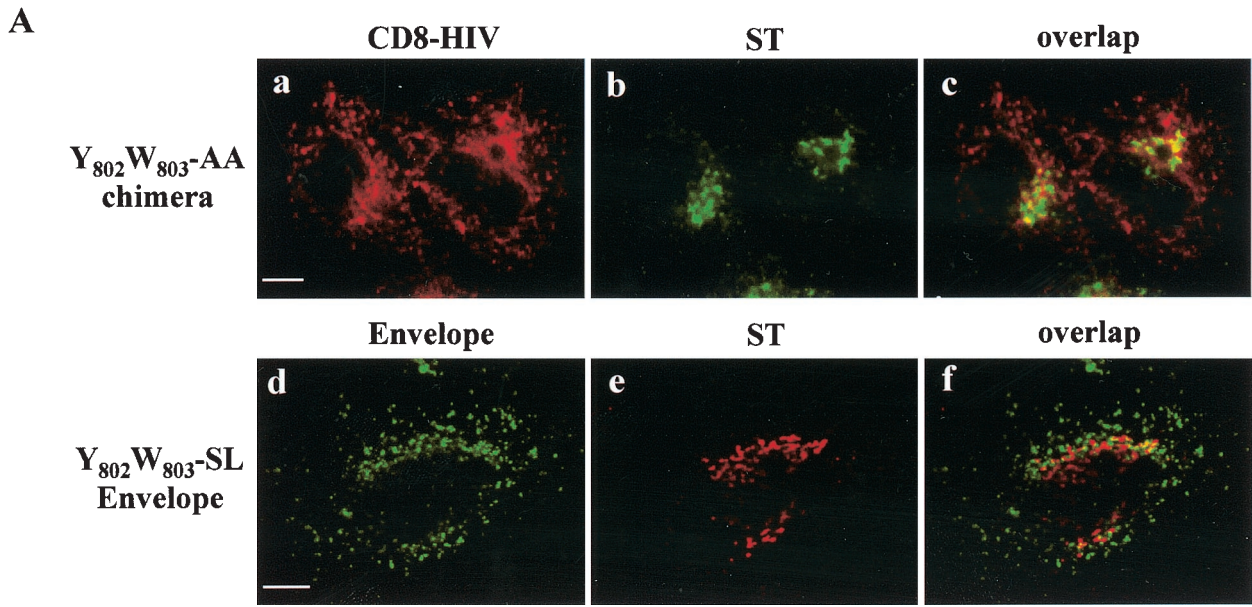 A
CD8-HIV ST overlap
a b c
Y802W803-AA
chimera
Envelope ST overlap
d e f
Y802W803-SL
Envelope